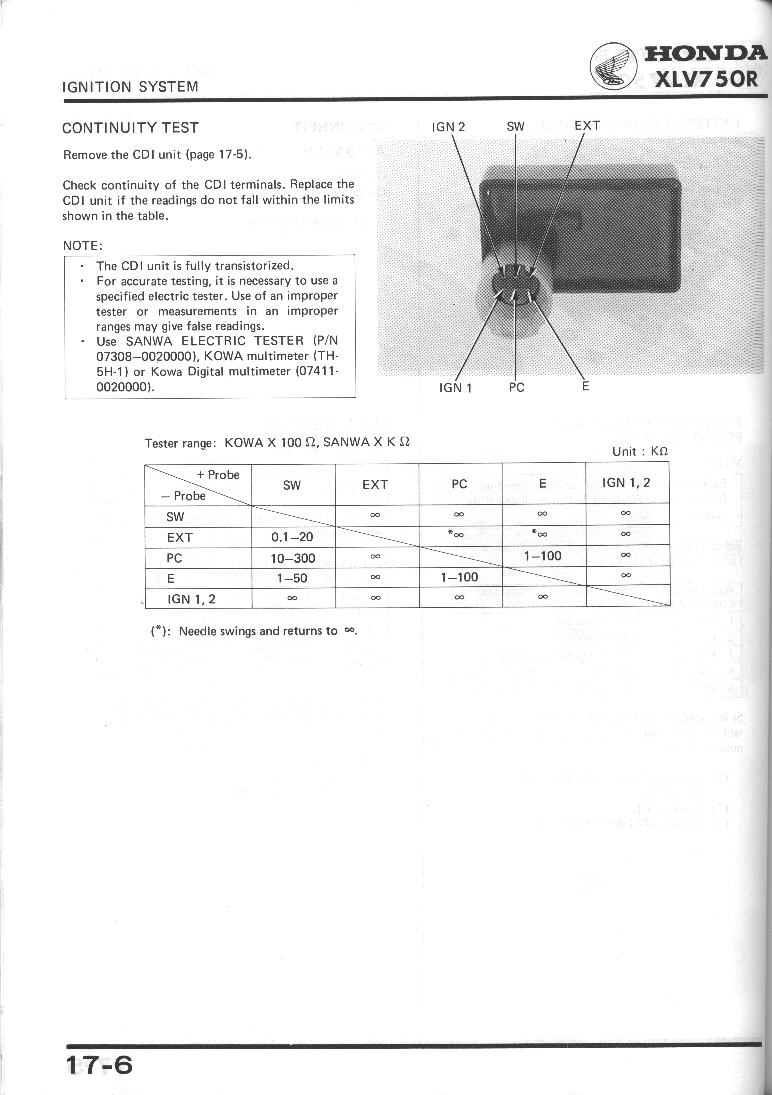 IGNITION SYSTEM
HONDA
XLV750R
CONTINUITY TEST
Remove the CDI unit (page 17-5).
Check continuity of the CDI terminals. Replace the
CDI unit if the readings do not fall within the limits
shown in the table.
NOTE:
· The CDI unit is fully transistorized.
· For accurate testing, it is necessary to use a
specified electric tester. Use of an improper
tester or measurements in an improper
ranges may give false readings.
· Use SANWA ELECTRIC TESTER (P/N
07308—0020000), KOWA multimeter (TH-
5H-1) or Kowa Digital multimeter (07411-
0020000).
IGN 2 SW EXT
IGN 1 PC E
Tester range: KOWA X 100 Ω, SANWA X K Ω
Unit : KΩ
+ Probe
— Probe SW EXT PC E IGN 1, 2
SW ∞ ∞ ∞ ∞
EXT 0.1—20 *∞ *∞ ∞
PC 10—300 ∞ 1—100 ∞
E 1—50 ∞ 1—100 ∞
IGN 1, 2 ∞ ∞ ∞ ∞
(*): Needle swings and returns to ∞.
17-6